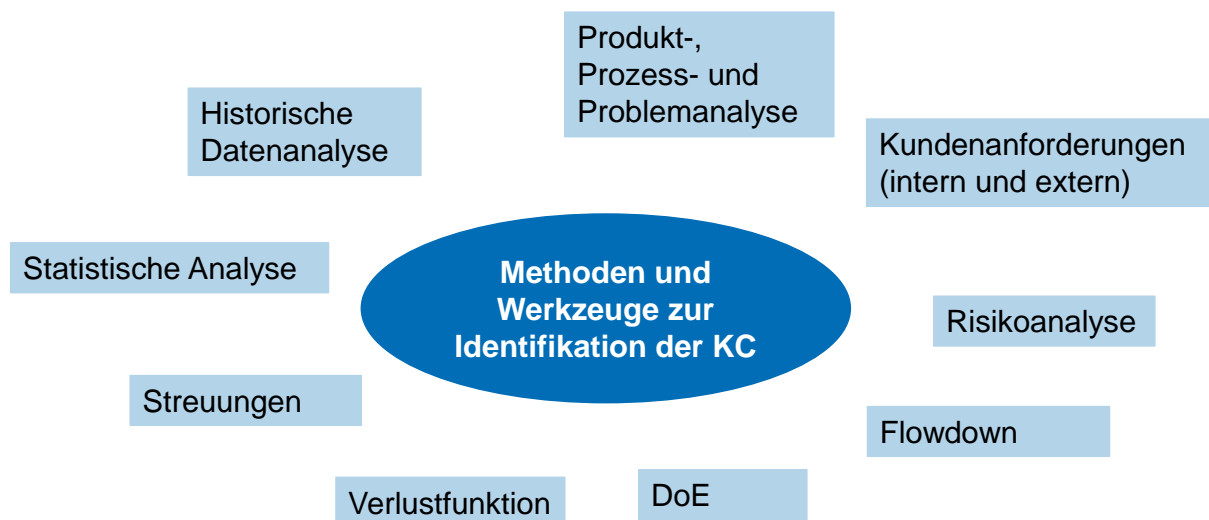 Produkt-,
Prozess- und
Problemanalyse
Historische
Datenanalyse
Kundenanforderungen
(intern und extern)
Statistische Analyse
Methoden und
Werkzeuge zur
Identifikation der KC
Risikoanalyse
Streuungen
Flowdown
Verlustfunktion
DoE